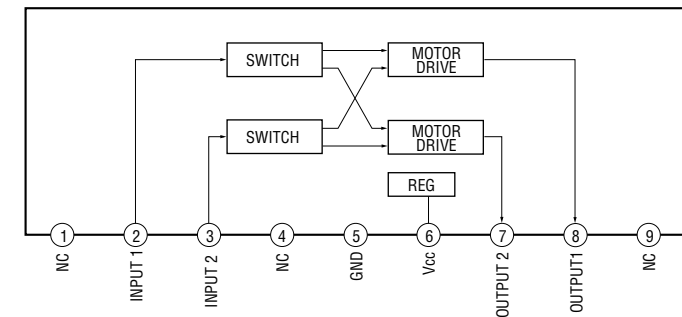 SWITCH
MOTOR
DRIVE
SWITCH
MOTOR
DRIVE
REG
1
2
3
4
5
6
7
8
9
NC
INPUT 1
INPUT 2
NC
GND
Vcc
OUTPUT 2
OUTPUT1
NC